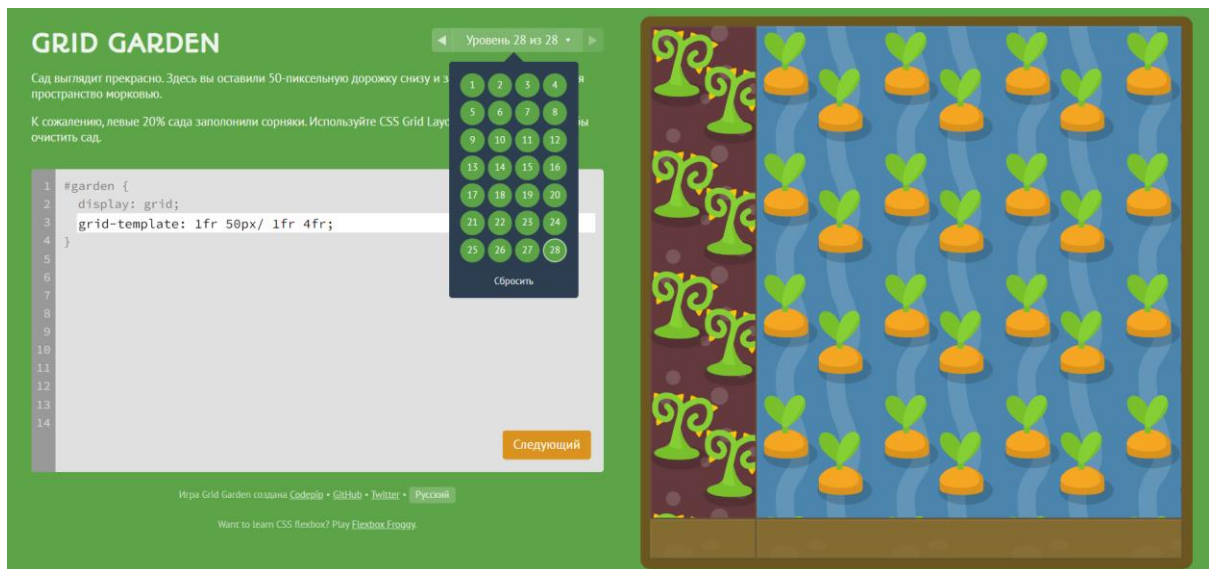 GRID GARDEN
Уровень 28 из 28
Сад выглядит прекрасно. Здесь вы оставили 50-пиксельную дорожку снизу и з
я
пространство морковью.
К сожалению, левые 20% сада заполонили сорняки. Используйте CSS Grid Layo
бы
очистить сад.
1 2 3 4
5 6 7 8
9 10 11 12
13 14 15 16
17 18 19 20
21 22 23 24
25 26 27 28
Сбросить
1 #garden {
2 display: grid;
3 grid-template: 1fr 50px/ 1fr 4fr;
4 }
5
6
7
8
9
10
11
12
13
14
Следующий
Игра Grid Garden создана Codepip • GitHub • Twitter • Русский
Want to learn CSS flexbox? Play Flexbox Froggy.